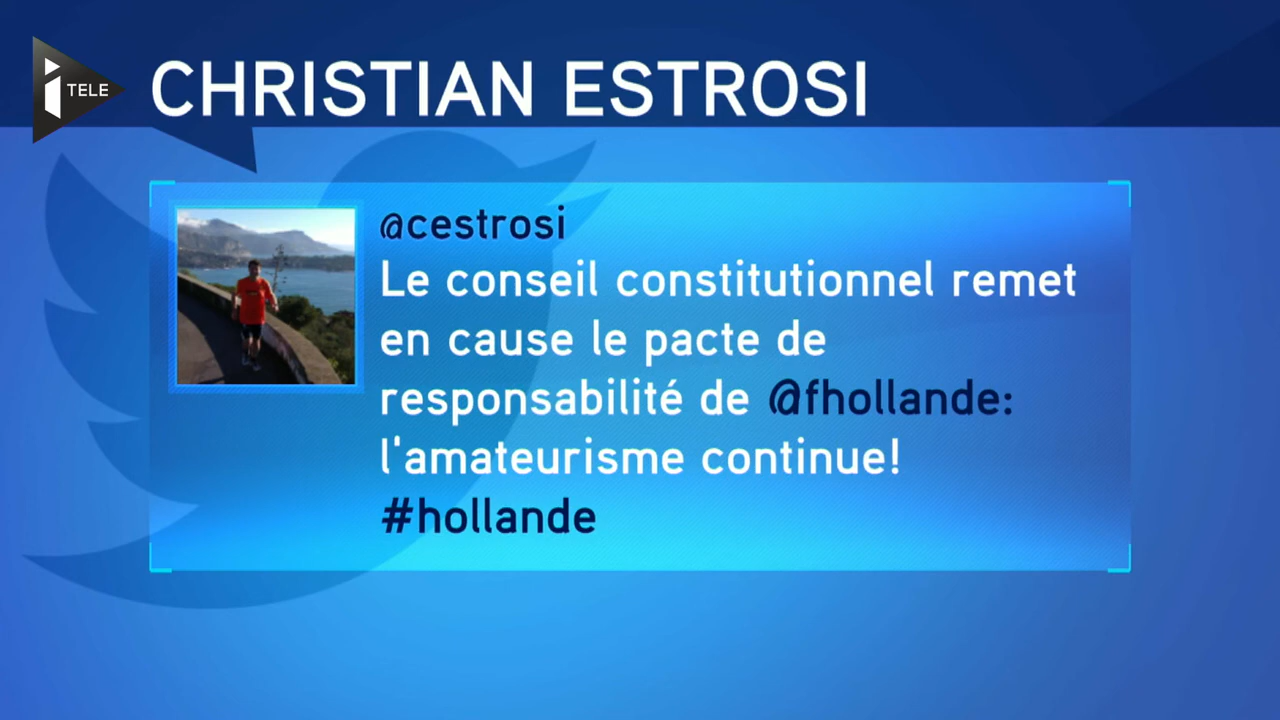 i TELE
CHRISTIAN ESTROSI
@cestrosi
Le conseil constitutionnel remet
en cause le pacte de
responsabilité de @fhollande:
l'amateurisme continue!
#hollande